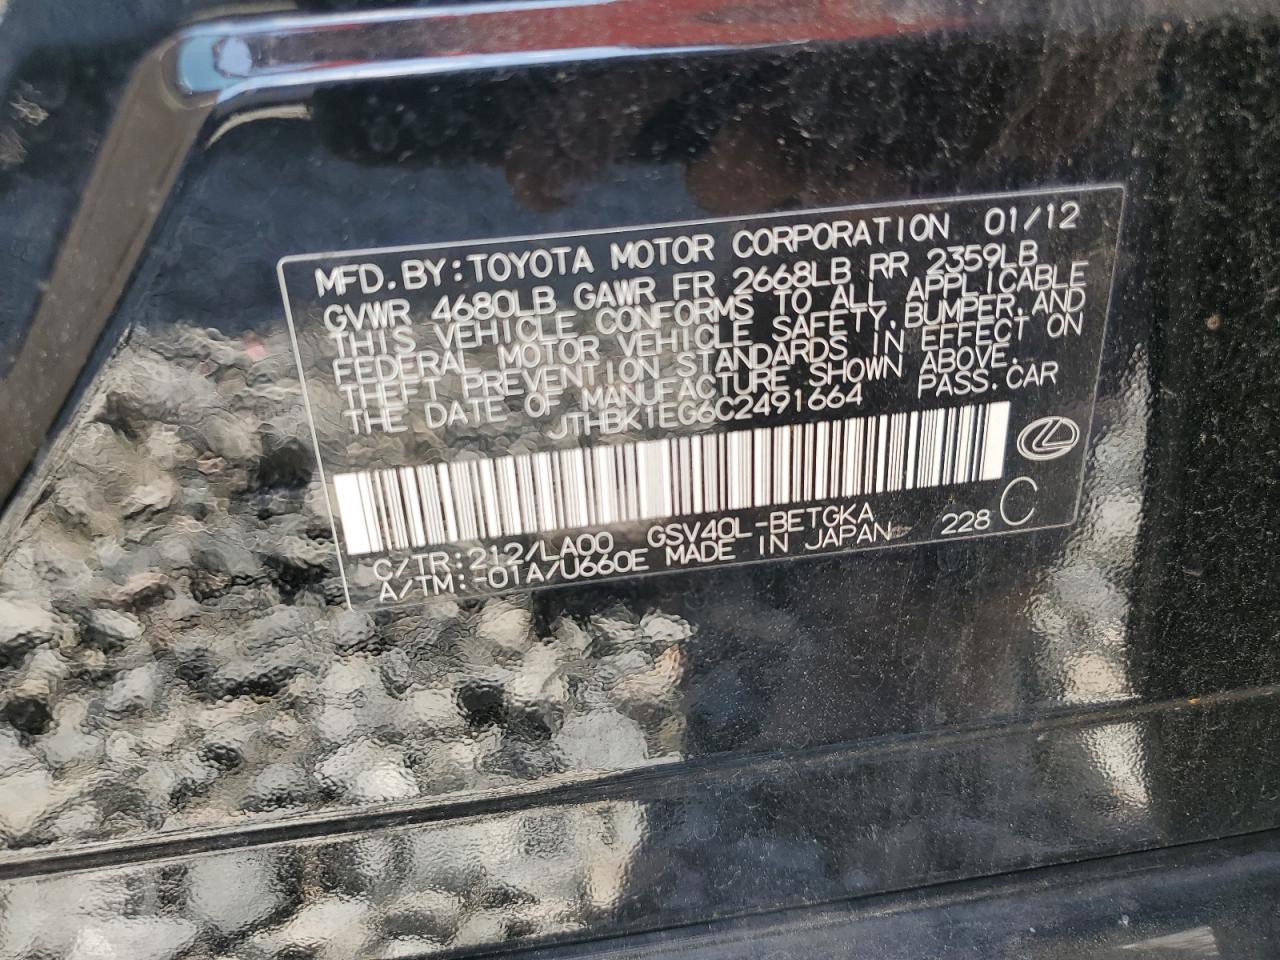 MFD.BY:TOYOTA MOTOR CORPORATION 01/12
GVWR 4680LB GAWR FR 2668LB RR 2359LB
THIS VEHICLE CONFORMS TO ALL APPLICABLE
FEDERAL MOTOR VEHICLE SAFETY,BUMPER,AND
THEFT PREVENTION STANDARDS IN EFFECT ON
THE DATE OF MANUFACTURE SHOWN ABOVE.
JTHBK1EG6C2491664 PASS.CAR
C/TR:212/LA00 GSV40L-BETGKA
A/TM:-01A/U660E MADE IN JAPAN 228 C